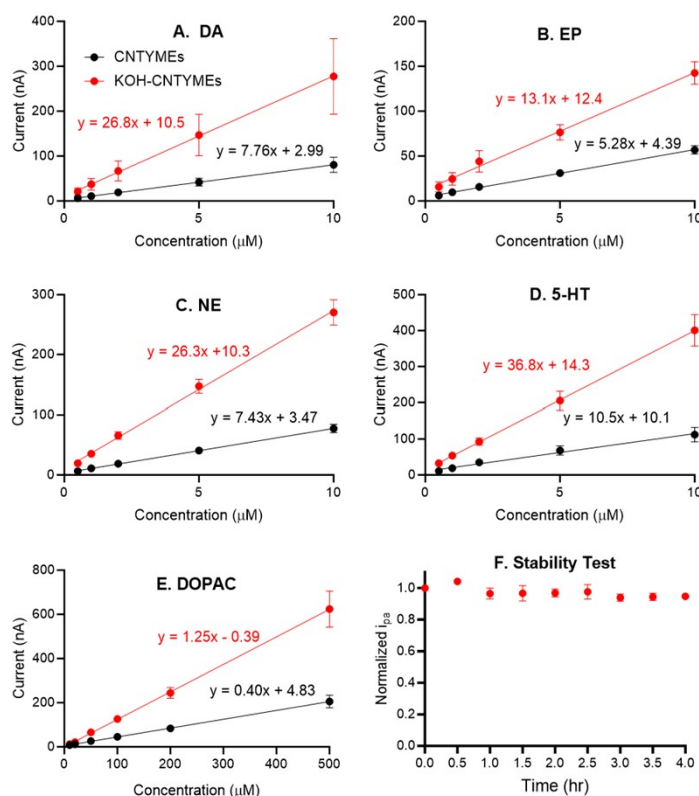 A. DA
CNTYMEs
KOH-CNTYMEs
y = 26.8x + 10.5
y = 7.76x + 2.99
Current (nA)
400
300
200
100
0
0
5
10
Concentration (μM)
B. EP
y = 13.1x + 12.4
y = 5.28x + 4.39
Current (nA)
200
150
100
50
0
0
5
10
Concentration (μM)
C. NE
y = 26.3x +10.3
y = 7.43x + 3.47
Current (nA)
300
200
100
0
0
5
10
Concentration (μM)
D. 5-HT
y = 36.8x + 14.3
y = 10.5x + 10.1
Current (nA)
500
400
300
200
100
0
0
5
10
Concentration (μM)
E. DOPAC
y = 1.25x - 0.39
y = 0.40x + 4.83
Current (nA)
800
600
400
200
0
0
100
200
300
400
500
Concentration (μM)
F. Stability Test
Normalized ipa
1.0
0.8
0.6
0.4
0.2
0.0
0.0
0.5
1.0
1.5
2.0
2.5
3.0
3.5
4.0
Time (hr)